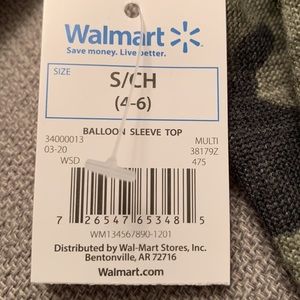 Walmart
Save money. Live better.
SIZE
S/CH
(4-6)
BALLOON SLEEVE TOP
34000013 MULTI
03-20 38179Z
WSD 475
7 26547 65348 5
WM134567890-1201
Distributed by Wal-Mart Stores, Inc.
Bentonville, AR 72716
Walmart.com